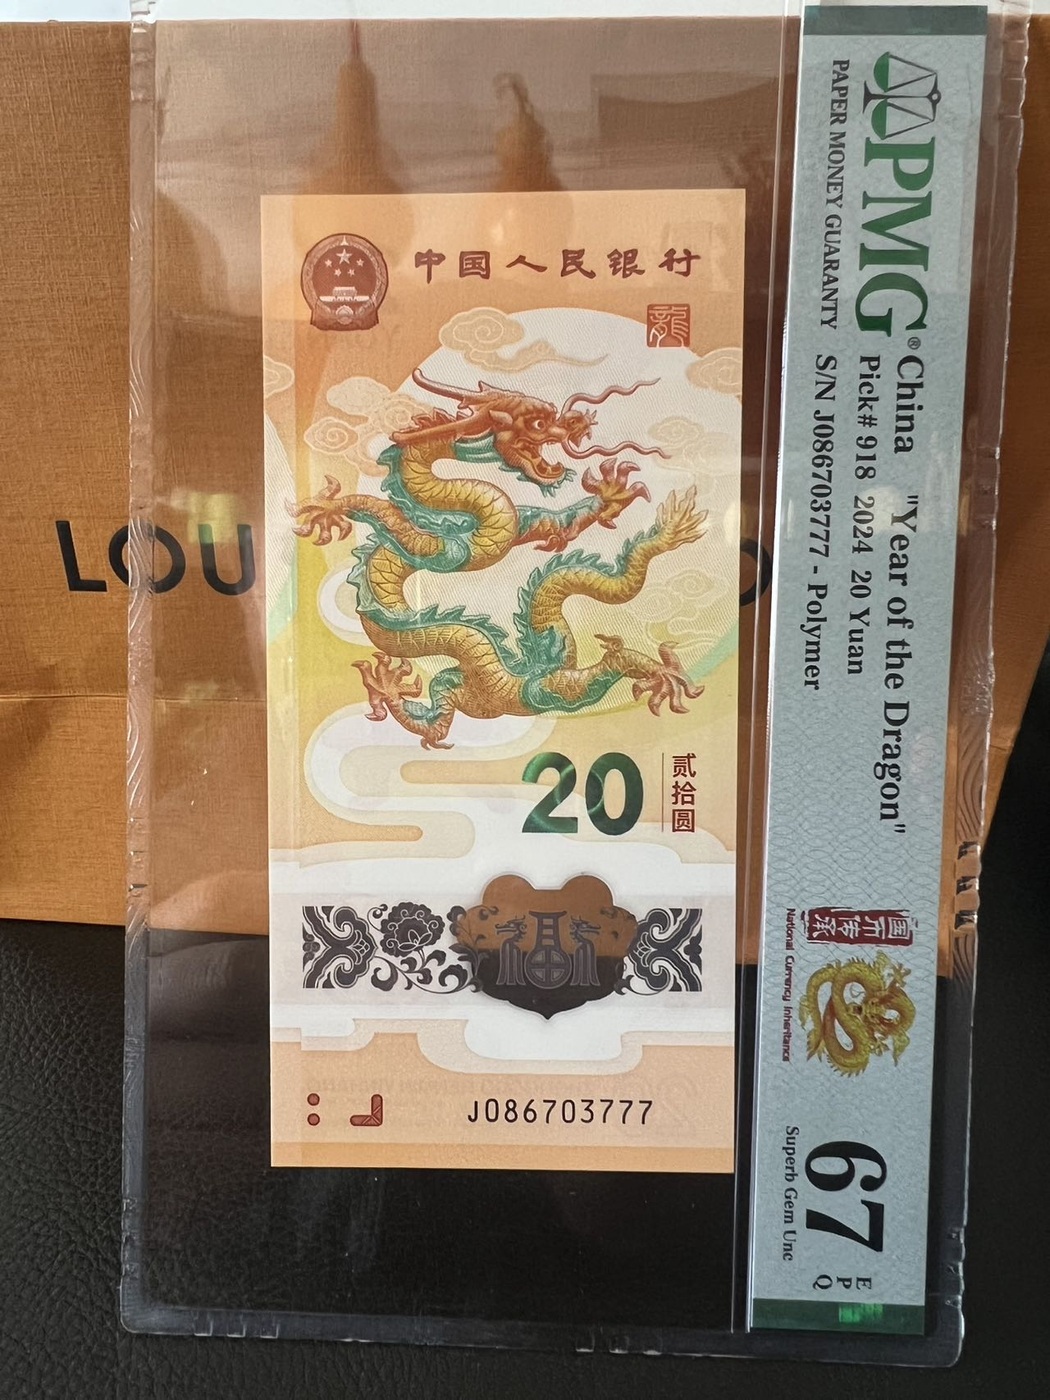 中国人民银行
龍
20
贰拾圆
J086703777
LOU
PMG®
PAPER MONEY GUARANTY
China "Year of the Dragon"
Pick# 918 2024 20 Yuan
S/N J086703777 - Polymer
国币传承
National Currency Inheritance
67 EPQ
Superb Gem Unc